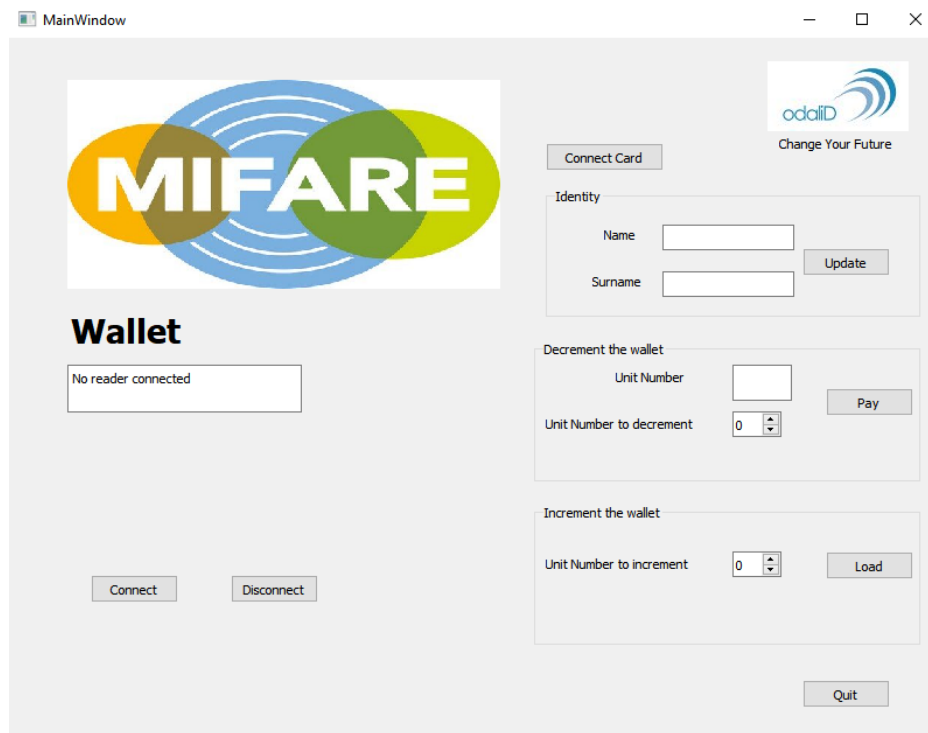 MainWindow
MIFARE
odaliD
Change Your Future
Connect Card
Identity
Name
Surname
Update
Wallet
No reader connected
Decrement the wallet
Unit Number
Unit Number to decrement
0
Pay
Increment the wallet
Unit Number to increment
0
Load
Connect
Disconnect
Quit